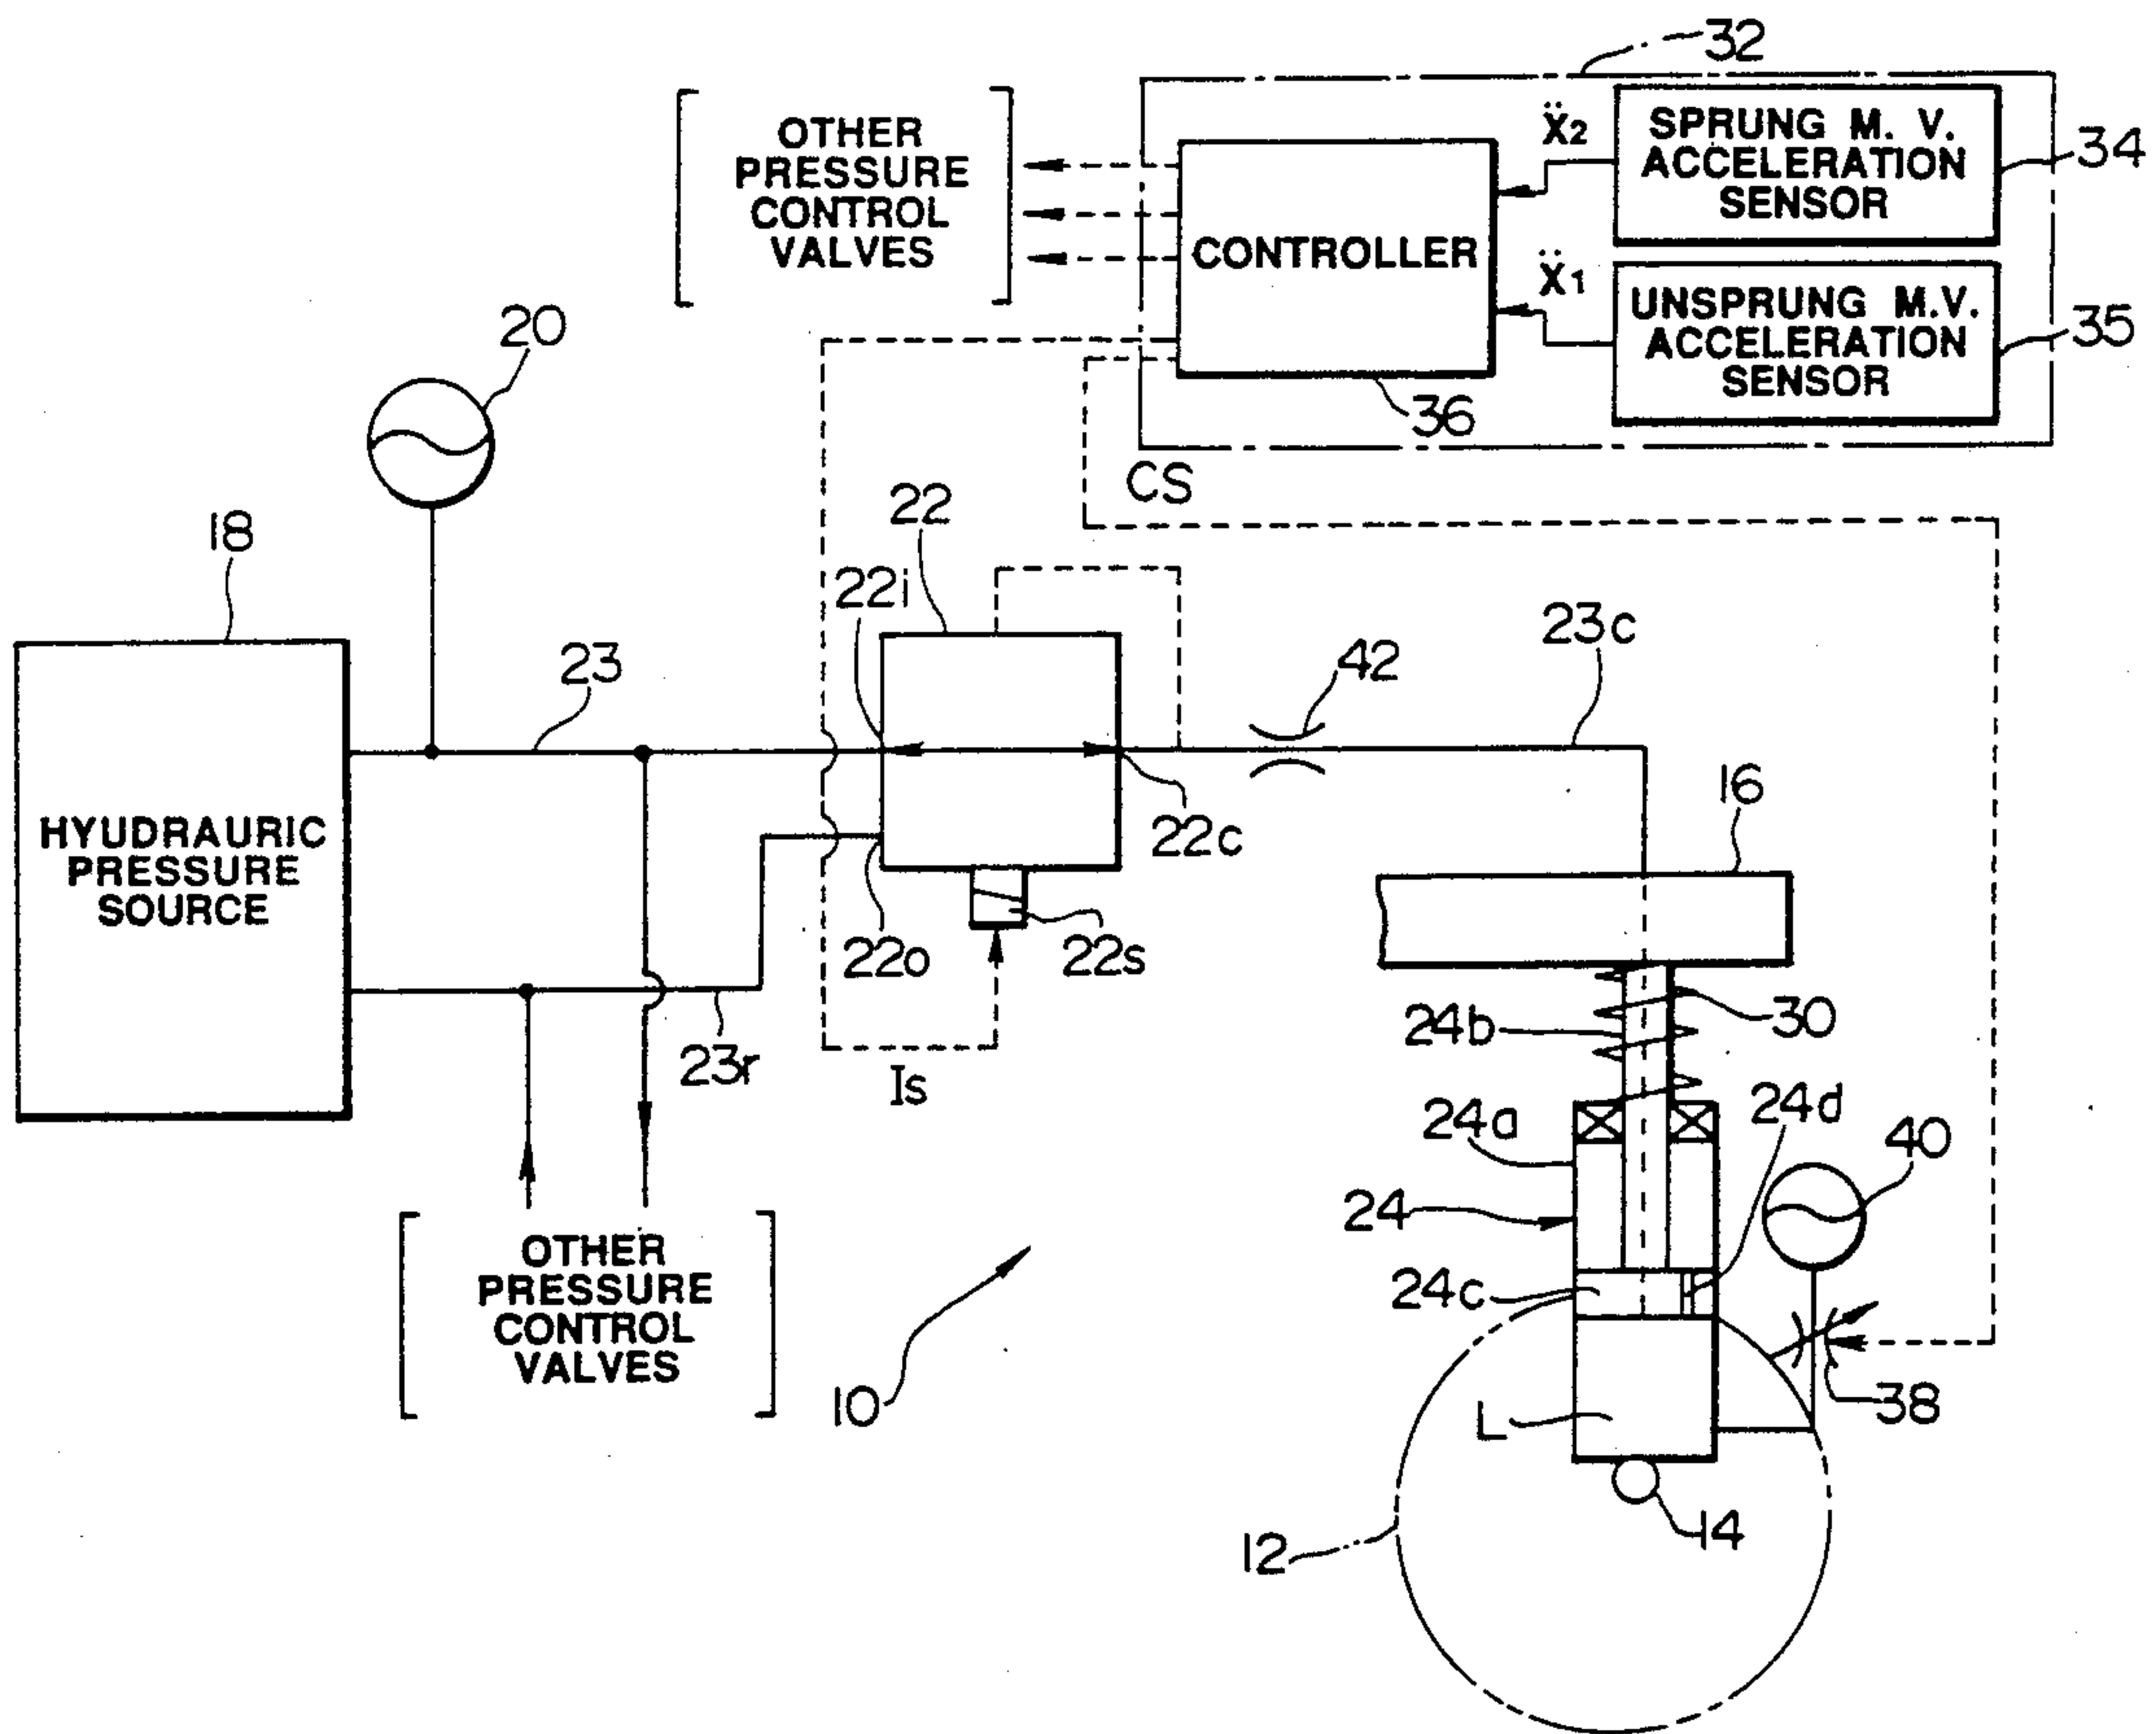 32
OTHER
PRESSURE
CONTROL
VALVES
CONTROLLER
Ẍ2
Ẍ1
SPRUNG M. V.
ACCELERATION
SENSOR
34
UNSPRUNG M.V.
ACCELERATION
SENSOR
35
36
20
CS
18
22
22i
23
42
23c
HYUDRAURIC
PRESSURE
SOURCE
22c
16
22o
22s
23r
Is
24b
30
24a
24d
40
24
24c
OTHER
PRESSURE
CONTROL
VALVES
10
38
L
14
12